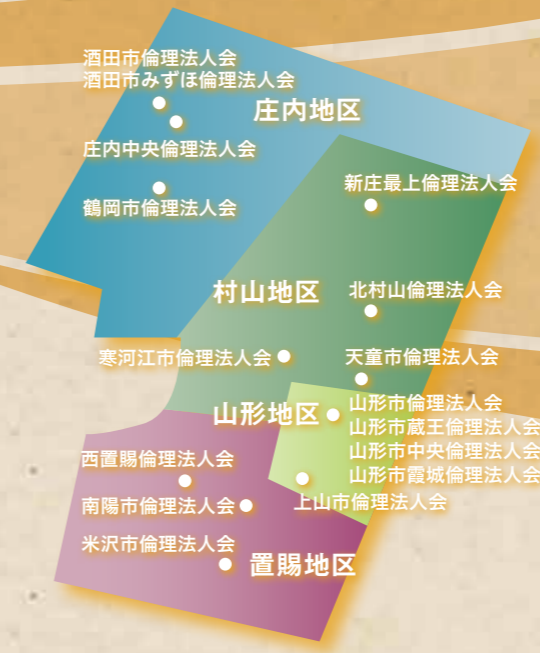 酒田市倫理法人会
酒田市みずほ倫理法人会
庄内地区
庄内中央倫理法人会
鶴岡市倫理法人会
新庄最上倫理法人会
村山地区
北村山倫理法人会
寒河江市倫理法人会
天童市倫理法人会
山形地区
山形市倫理法人会
山形市蔵王倫理法人会
山形市中央倫理法人会
山形市霞城倫理法人会
上山市倫理法人会
西置賜倫理法人会
南陽市倫理法人会
米沢市倫理法人会
置賜地区